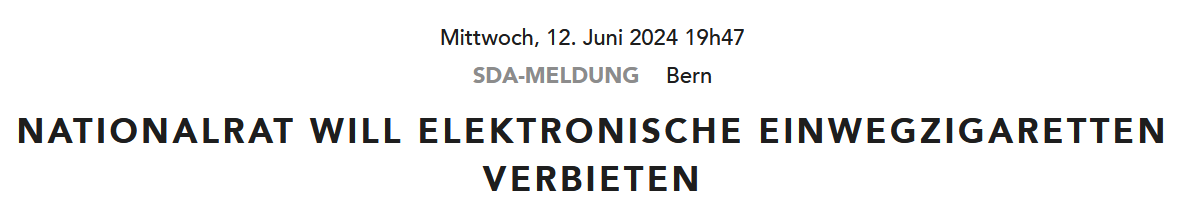 Mittwoch, 12. Juni 2024 19h47
SDA-MELDUNG Bern
NATIONALRAT WILL ELEKTRONISCHE EINWEGZIGARETTEN
VERBIETEN